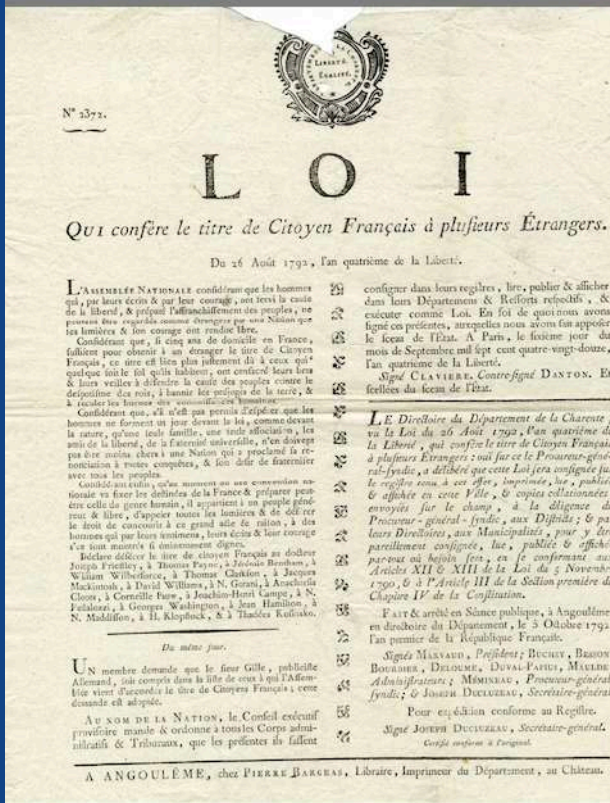 LIBERTÉ
ÉGALITÉ
N° 2372.
LOI
QUI confère le titre de Citoyen Français à plusieurs Étrangers.
Du 26 Août 1792, l'an quatrième de la Liberté.
L'ASSEMBLÉE NATIONALE considérant que les hommes
qui, par leurs écrits & par leur courage, ont servi la cause
de la liberté, & préparé l'affranchissement des peuples, ne
peuvent être regardés comme étrangers par une Nation que
ses lumières & son courage ont rendue libre.
Considérant que, si cinq ans de domicile en France,
suffisent pour obtenir à un étranger le titre de Citoyen
Français, ce titre est bien plus justement dû à ceux qui,
quelque soit le sol qu'ils habitent, ont consacré leurs bras
& leurs veilles à défendre la cause des peuples contre le
despotisme des rois, à bannir les préjugés de la terre, &
à reculer les bornes des connoissances humaines.
Considérant que, s'il n'est pas permis d'espérer que les
hommes ne forment un jour devant la loi, comme devant
la nature, qu'une seule famille, une seule association, les
amis de la liberté, de la fraternité universelle, n'en doivent
pas être moins chers à une Nation qui a proclamé sa re-
nonciation à toutes conquêtes, & son désir de fraterniser
avec tous les peuples.
Considérant enfin, qu'au moment où une convention na-
tionale va fixer les destinées de la France & préparer peut-
être celle du genre humain, il appartient à un peuple géné-
reux & libre, d'appeler toutes les lumières & de déférer
le droit de concourir à ce grand acte de raison, à des
hommes qui par leurs sentimens, leurs écrits & leur courage
s'en sont montrés si éminemment dignes.
Déclare déférer le titre de citoyen Français au docteur
Joseph Priestley, à Thomas Payne, à Jérémie Bentham, à
William Wilberforce, à Thomas Clarkson, à Jacques
Mackintosh, à David Williams, à N. Gorani, à Anacharsis
Cloots, à Corneille Pauw, à Joachim-Henri Campe, à N.
Pestalozzi, à Georges Washington, à Jean Hamilton, à
N. Maddisson, à H. Klopstock, & à Thadées Kosiusko.
Du même jour.
UN membre demande que le sieur Gille, publiciste
Allemand, soit compris dans la liste de ceux à qui l'Assem-
blée vient d'accorder le titre de Citoyen Français; cette
demande est adoptée.
AU NOM DE LA NATION, le Conseil exécutif
provisoire mande & ordonne à tous les Corps admi-
nistratifs & Tribunaux, que les présentes ils fassent
consigner dans leurs registres, lire, publier & afficher
dans leurs Départemens & Ressorts respectifs, &
exécuter comme Loi. En foi de quoi nous avons
signé ces présentes, auxquelles nous avons fait apposer
le sceau de l'État. A Paris, le sixième jour du
mois de Septembre mil sept cent quatre-vingt-douze,
l'an quatrième de la Liberté.
Signé CLAVIERE. Contre-signé DANTON. Et
scellées du sceau de l'État.
LE Directoire du Département de la Charente
vu la Loi du 26 Août 1792, l'an quatrième de
la Liberté, qui confère le titre de Citoyen Français
à plusieurs Étrangers : oui sur ce le Procureur-géné-
ral-syndic, a délibéré que cette Loi sera consignée sur
le registre tenu à cet effet, imprimée, lue, publiée
& affichée en cette Ville, & copies collationnées
envoyées sur le champ, à la diligence du
Procureur-général-syndic, aux Districts; & par
leurs Directoires, aux Municipalités, pour y être
pareillement consignée, lue, publiée & affichée
par-tout où besoin sera, en se conformant aux
Articles XII & XIII de la Loi du 5 Novembre
1790, & à l'Article III de la Section première du
Chapitre IV de la Constitution.
FAIT & arrêté en Séance publique, à Angoulême
en directoire du Département, le 5 Octobre 1792
l'an premier de la République Française.
Signés MARVAUD, Président; BUCHEY, BESSON
BOURDIER, DELOUME, DUVAL-PAPIUS, MAULDE
Administrateurs; MÉMINEAU, Procureur-général
syndic; & JOSEPH DUCLUZEAU, Secrétaire-général
Pour expédition conforme au Registre.
Signé JOSEPH DUCLUZEAU, Secrétaire-général.
Certifié conforme à l'original.
A ANGOULÊME, chez PIERRE BARGEAS, Libraire, Imprimeur du Département, au Château.